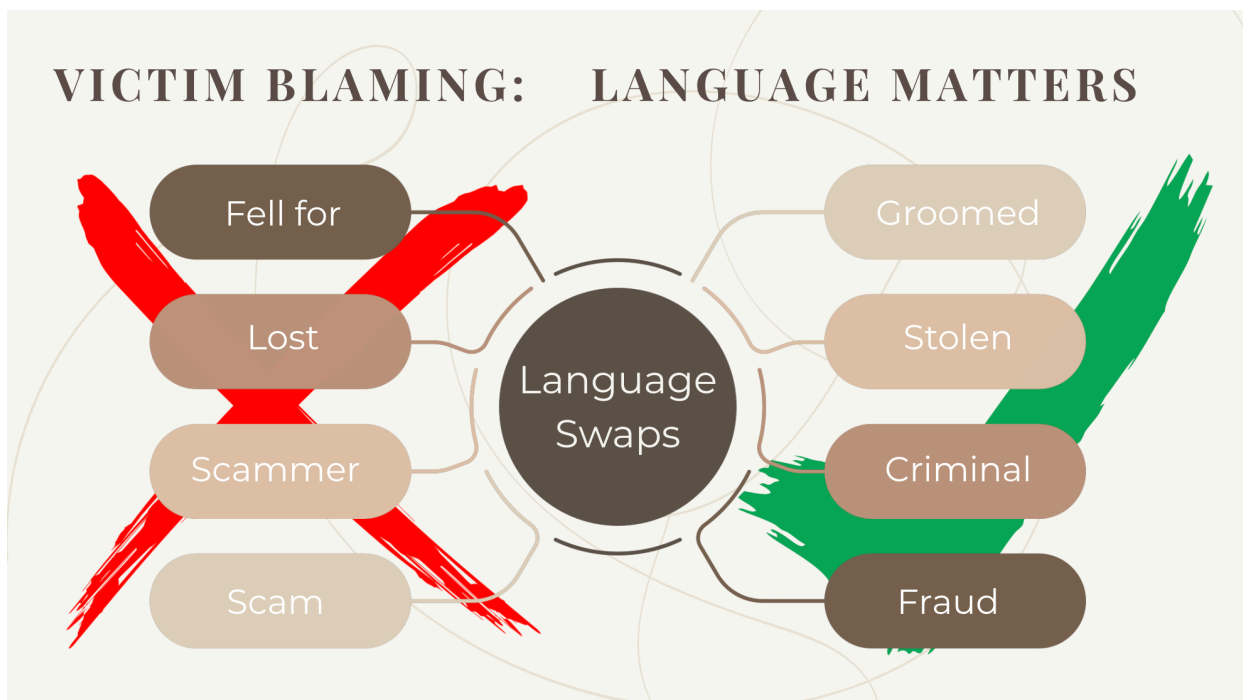 VICTIM BLAMING: LANGUAGE MATTERS
Fell for
Lost
Scammer
Scam
Language
Swaps
Groomed
Stolen
Criminal
Fraud